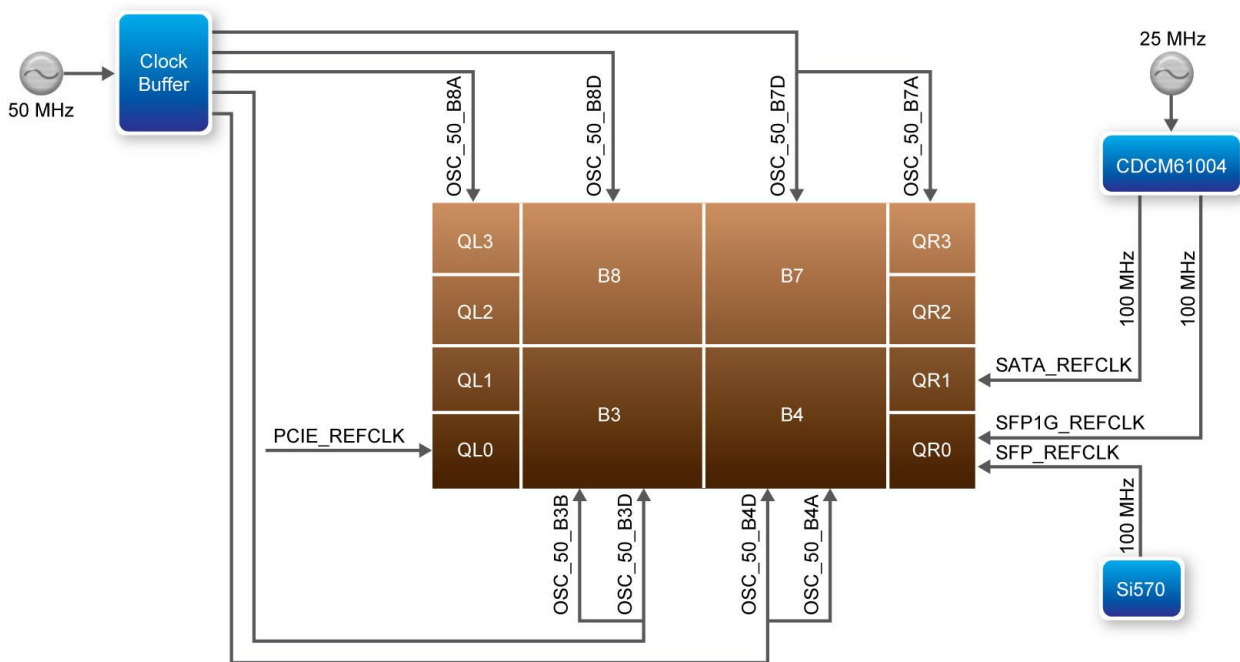 50 MHz
Clock
Buffer
25 MHz
CDCM61004
OSC_50_B8A
OSC_50_B8D
OSC_50_B7D
OSC_50_B7A
100 MHz
100 MHz
QL3
B8
B7
QR3
QL2
QR2
QL1
B3
B4
QR1
SATA_REFCLK
PCIE_REFCLK
QL0
QR0
SFP1G_REFCLK
SFP_REFCLK
OSC_50_B3B
OSC_50_B3D
OSC_50_B4D
OSC_50_B4A
100 MHz
Si570